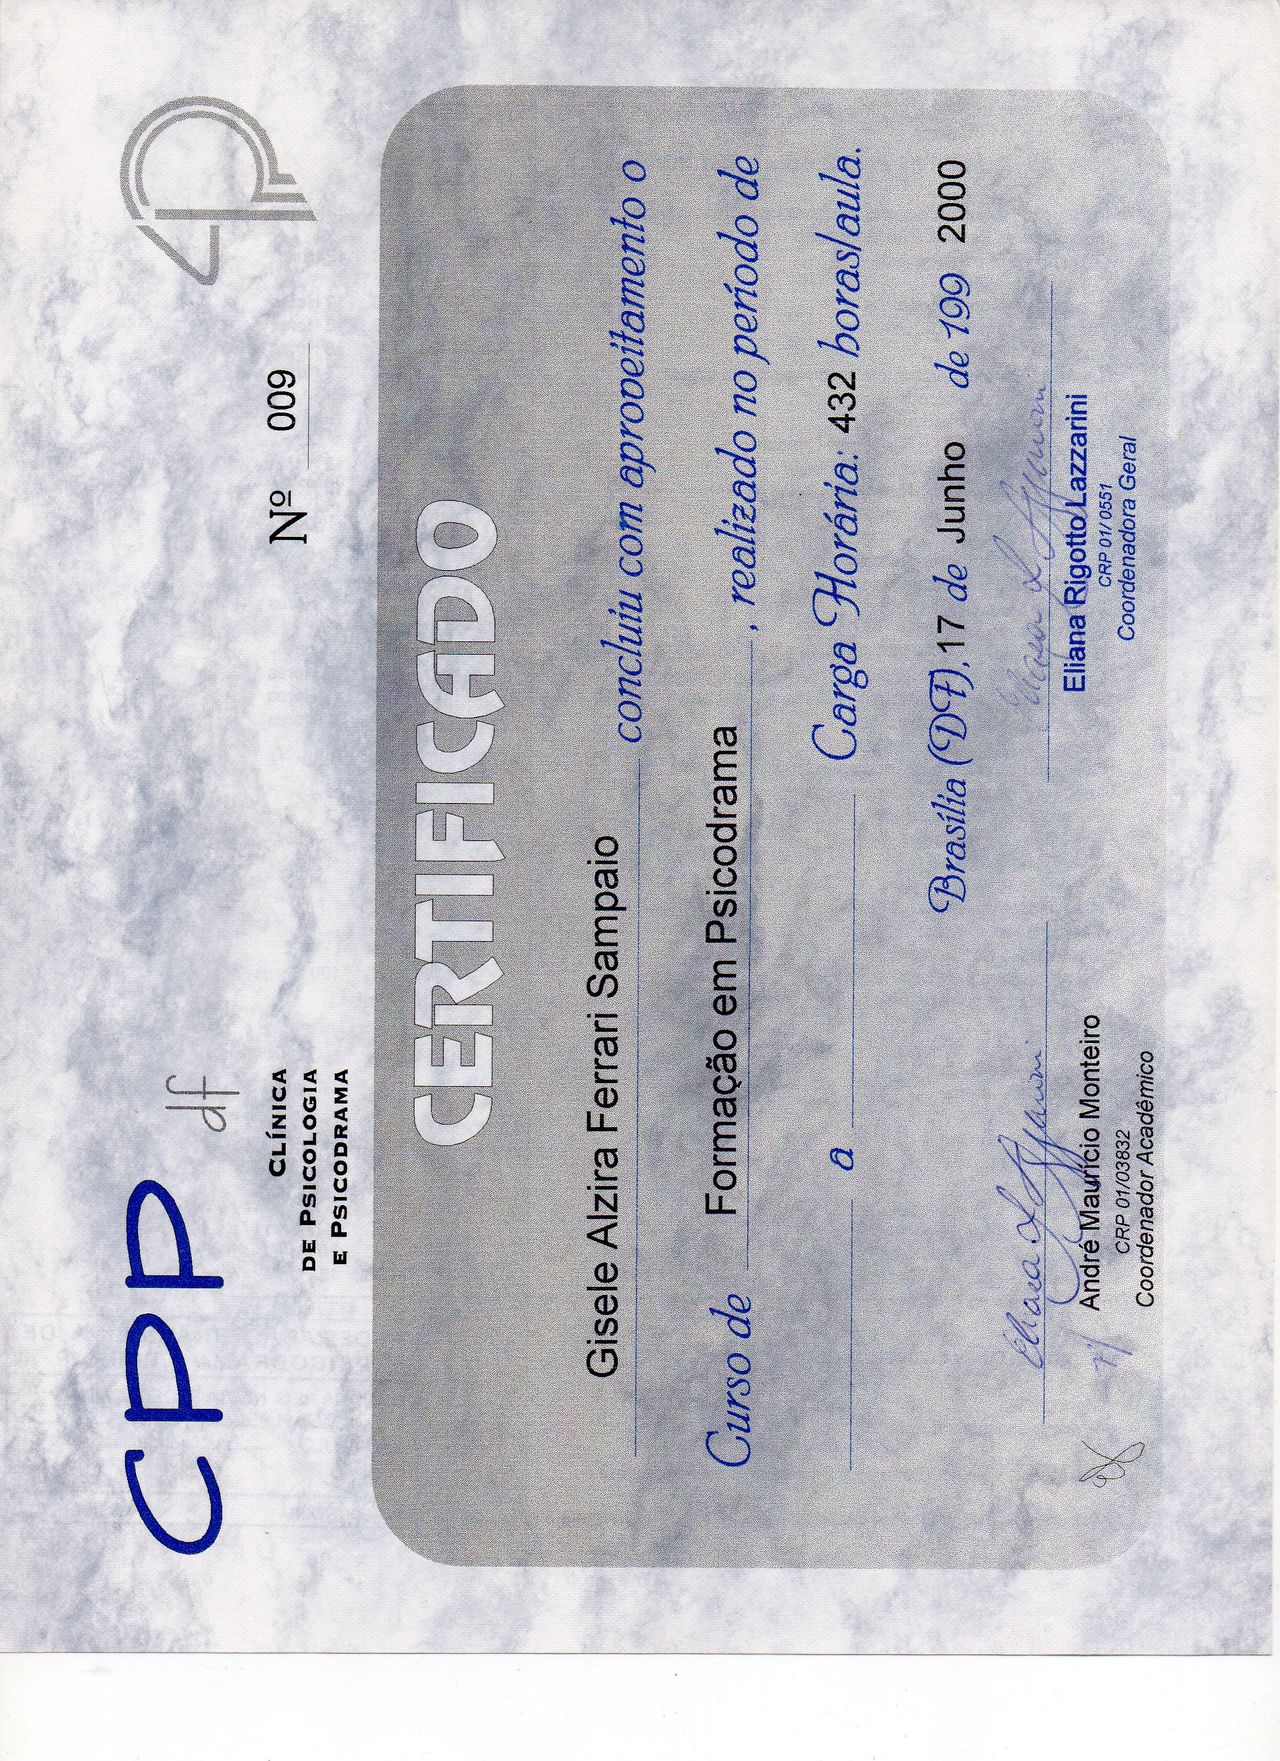 CPP df
CLÍNICA
DE PSICOLOGIA
E PSICODRAMA
Nº 009
CERTIFICADO
Gisele Alzira Ferrari Sampaio concluiu com aproveitamento o
Curso de Formação em Psicodrama, realizado no período de
a Carga Horária: 432 horas/aula.
Brasília (DF), 17 de Junho de 199 2000
André Maurício Monteiro
CRP 01/03832
Coordenador Acadêmico
Eliana Rigotto Lazzarini
CRP 01/0551
Coordenadora Geral